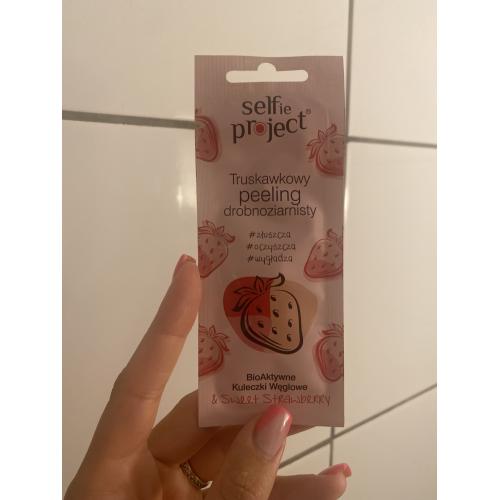 selfie
project®
Truskawkowy
peeling
drobnoziarnisty
#złuszcza
#oczyszcza
#wygładza
BioAktywne
Kuleczki Węglowe
& Sweet Strawberry